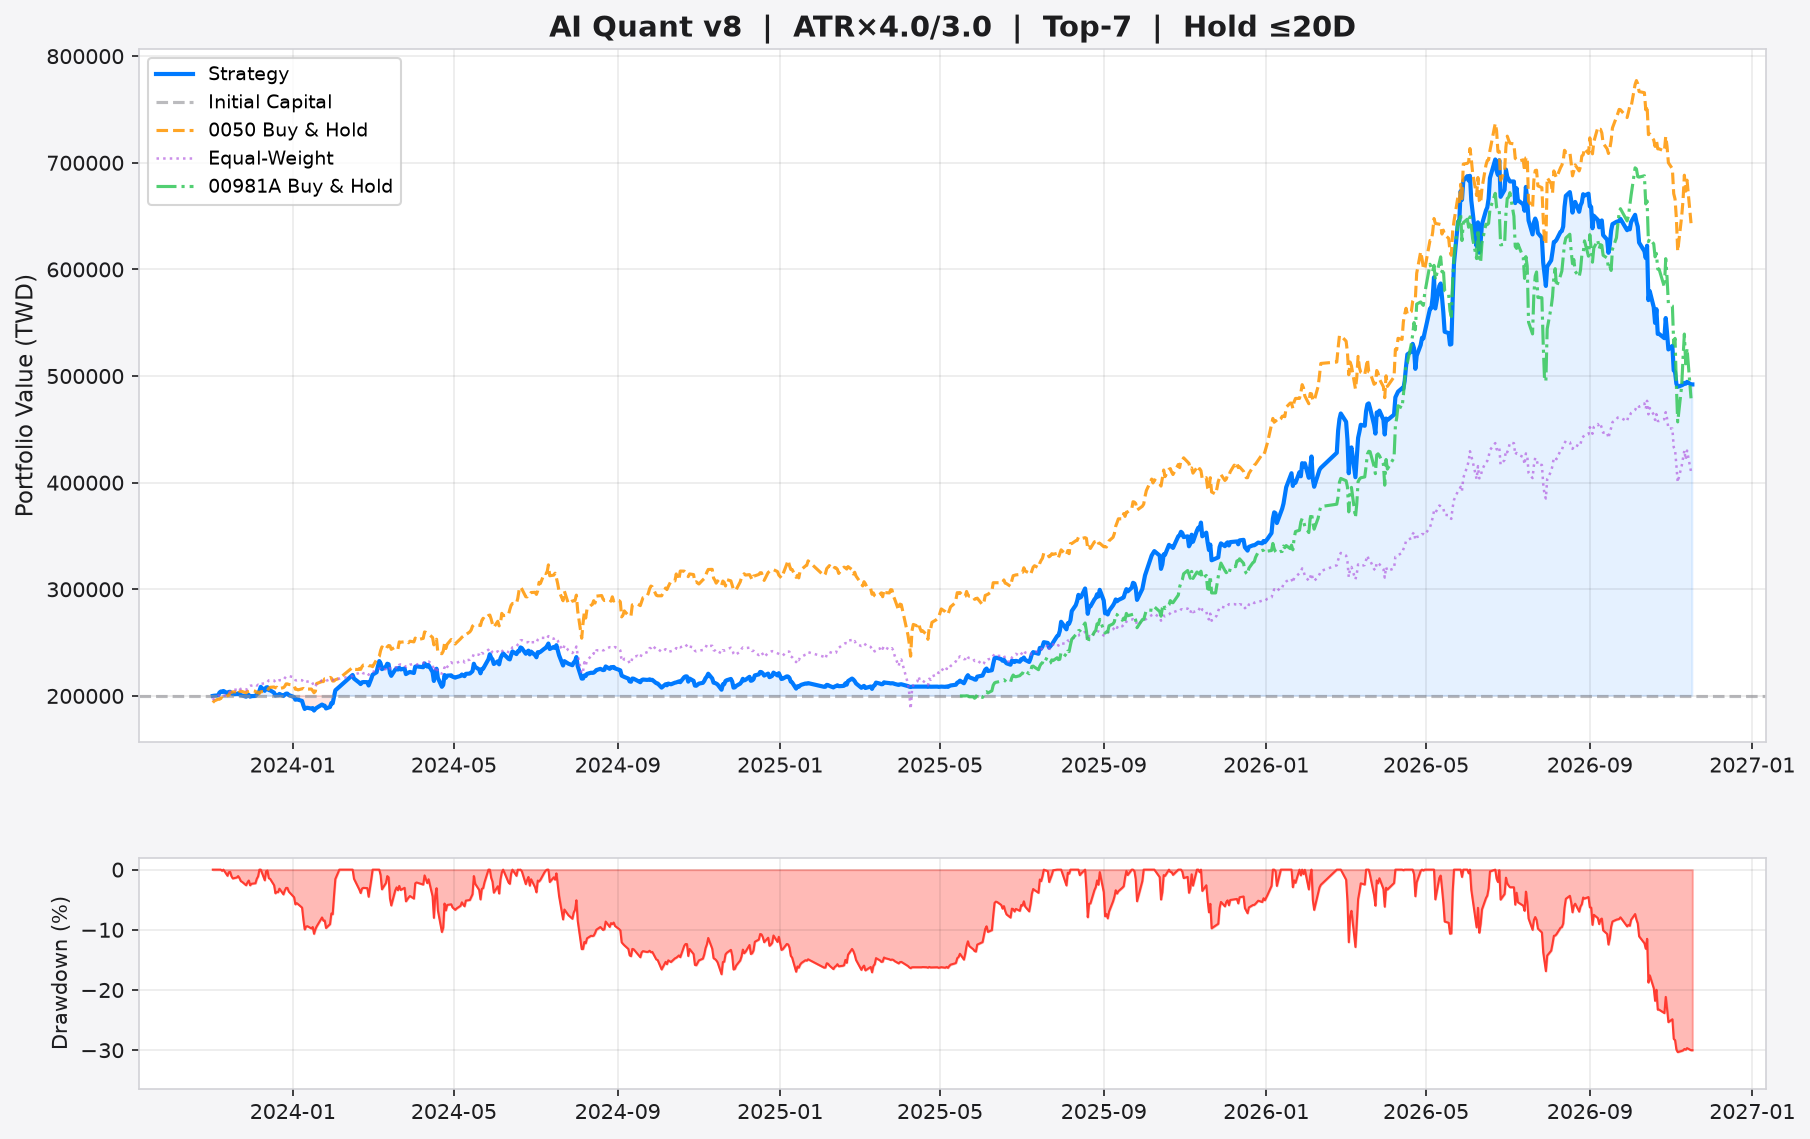 AI Quant v8  |  ATR×4.0/3.0  |  Top-7  |  Hold ≤20D
Portfolio Value (TWD)
800000
700000
600000
500000
400000
300000
200000
Strategy
Initial Capital
0050 Buy & Hold
Equal-Weight
00981A Buy & Hold
2024-01 2024-05 2024-09 2025-01 2025-05 2025-09 2026-01 2026-05 2026-09 2027-01
Drawdown (%)
0
−10
−20
−30
2024-01 2024-05 2024-09 2025-01 2025-05 2025-09 2026-01 2026-05 2026-09 2027-01